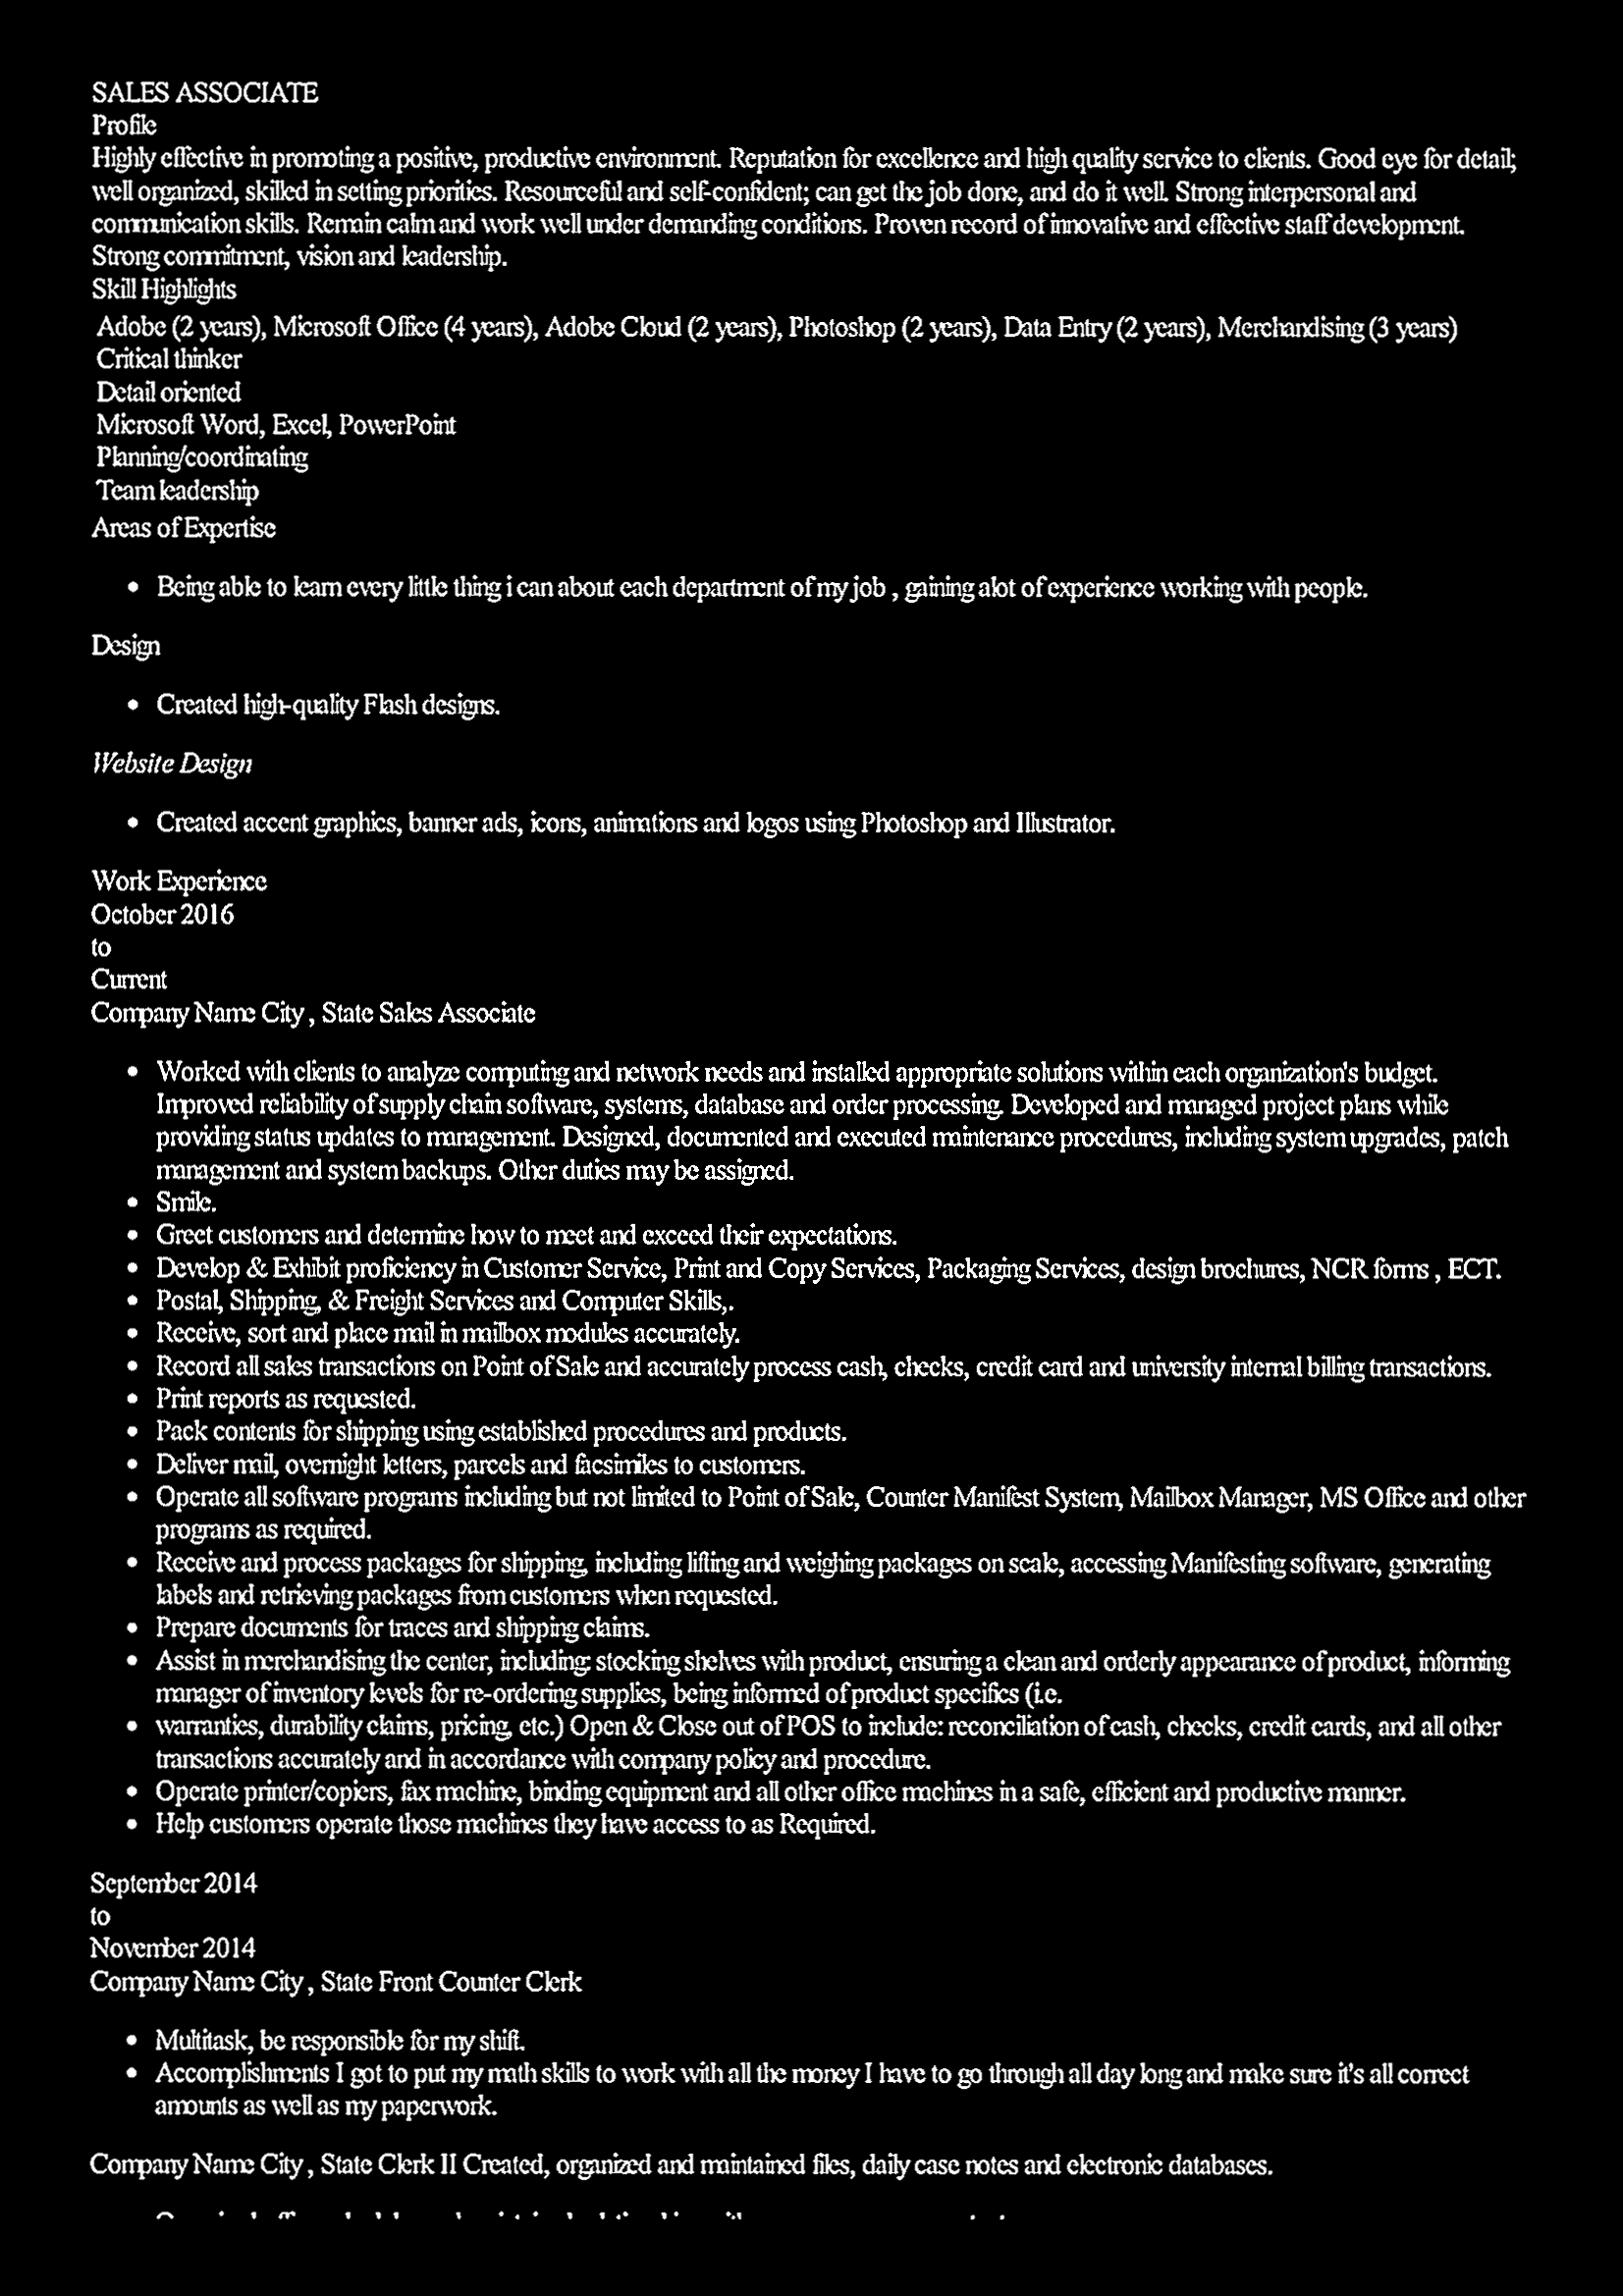 SALES ASSOCIATE
Profile
Highly effective in promoting a positive, productive environment. Reputation for excellence and high quality service to clients. Good eye for detail;
well organized, skilled in setting priorities. Resourceful and self-confident; can get the job done, and do it well. Strong interpersonal and
communication skills. Remain calm and work well under demanding conditions. Proven record of innovative and effective staff development.
Strong commitment, vision and leadership.
Skill Highlights
Adobe (2 years), Microsoft Office (4 years), Adobe Cloud (2 years), Photoshop (2 years), Data Entry (2 years), Merchandising (3 years)
Critical thinker
Detail oriented
Microsoft Word, Excel, PowerPoint
Planning/coordinating
Team leadership
Areas of Expertise
• Being able to learn every little thing i can about each department of my job , gaining alot of experience working with people.
Design
• Created high-quality Flash designs.
Website Design
• Created accent graphics, banner ads, icons, animations and logos using Photoshop and Illustrator.
Work Experience
October 2016
to
Current
Company Name City , State Sales Associate
• Worked with clients to analyze computing and network needs and installed appropriate solutions within each organization's budget.
Improved reliability of supply chain software, systems, database and order processing. Developed and managed project plans while
providing status updates to management. Designed, documented and executed maintenance procedures, including system upgrades, patch
management and system backups. Other duties may be assigned.
• Smile.
• Greet customers and determine how to meet and exceed their expectations.
• Develop & Exhibit proficiency in Customer Service, Print and Copy Services, Packaging Services, design brochures, NCR forms , ECT.
• Postal, Shipping, & Freight Services and Computer Skills,.
• Receive, sort and place mail in mailbox modules accurately.
• Record all sales transactions on Point of Sale and accurately process cash, checks, credit card and university internal billing transactions.
• Print reports as requested.
• Pack contents for shipping using established procedures and products.
• Deliver mail, overnight letters, parcels and facsimiles to customers.
• Operate all software programs including but not limited to Point of Sale, Counter Manifest System, Mailbox Manager, MS Office and other
programs as required.
• Receive and process packages for shipping, including lifting and weighing packages on scale, accessing Manifesting software, generating
labels and retrieving packages from customers when requested.
• Prepare documents for traces and shipping claims.
• Assist in merchandising the center, including: stocking shelves with product, ensuring a clean and orderly appearance of product, informing
manager of inventory levels for re-ordering supplies, being informed of product specifics (i.e.
• warranties, durability claims, pricing, etc.) Open & Close out of POS to include: reconciliation of cash, checks, credit cards, and all other
transactions accurately and in accordance with company policy and procedure.
• Operate printer/copiers, fax machine, binding equipment and all other office machines in a safe, efficient and productive manner.
• Help customers operate those machines they have access to as Required.
September 2014
to
November 2014
Company Name City , State Front Counter Clerk
• Multitask, be responsible for my shift.
• Accomplishments I got to put my math skills to work with all the money I have to go through all day long and make sure it's all correct
amounts as well as my paperwork.
Company Name City , State Clerk II Created, organized and maintained files, daily case notes and electronic databases.